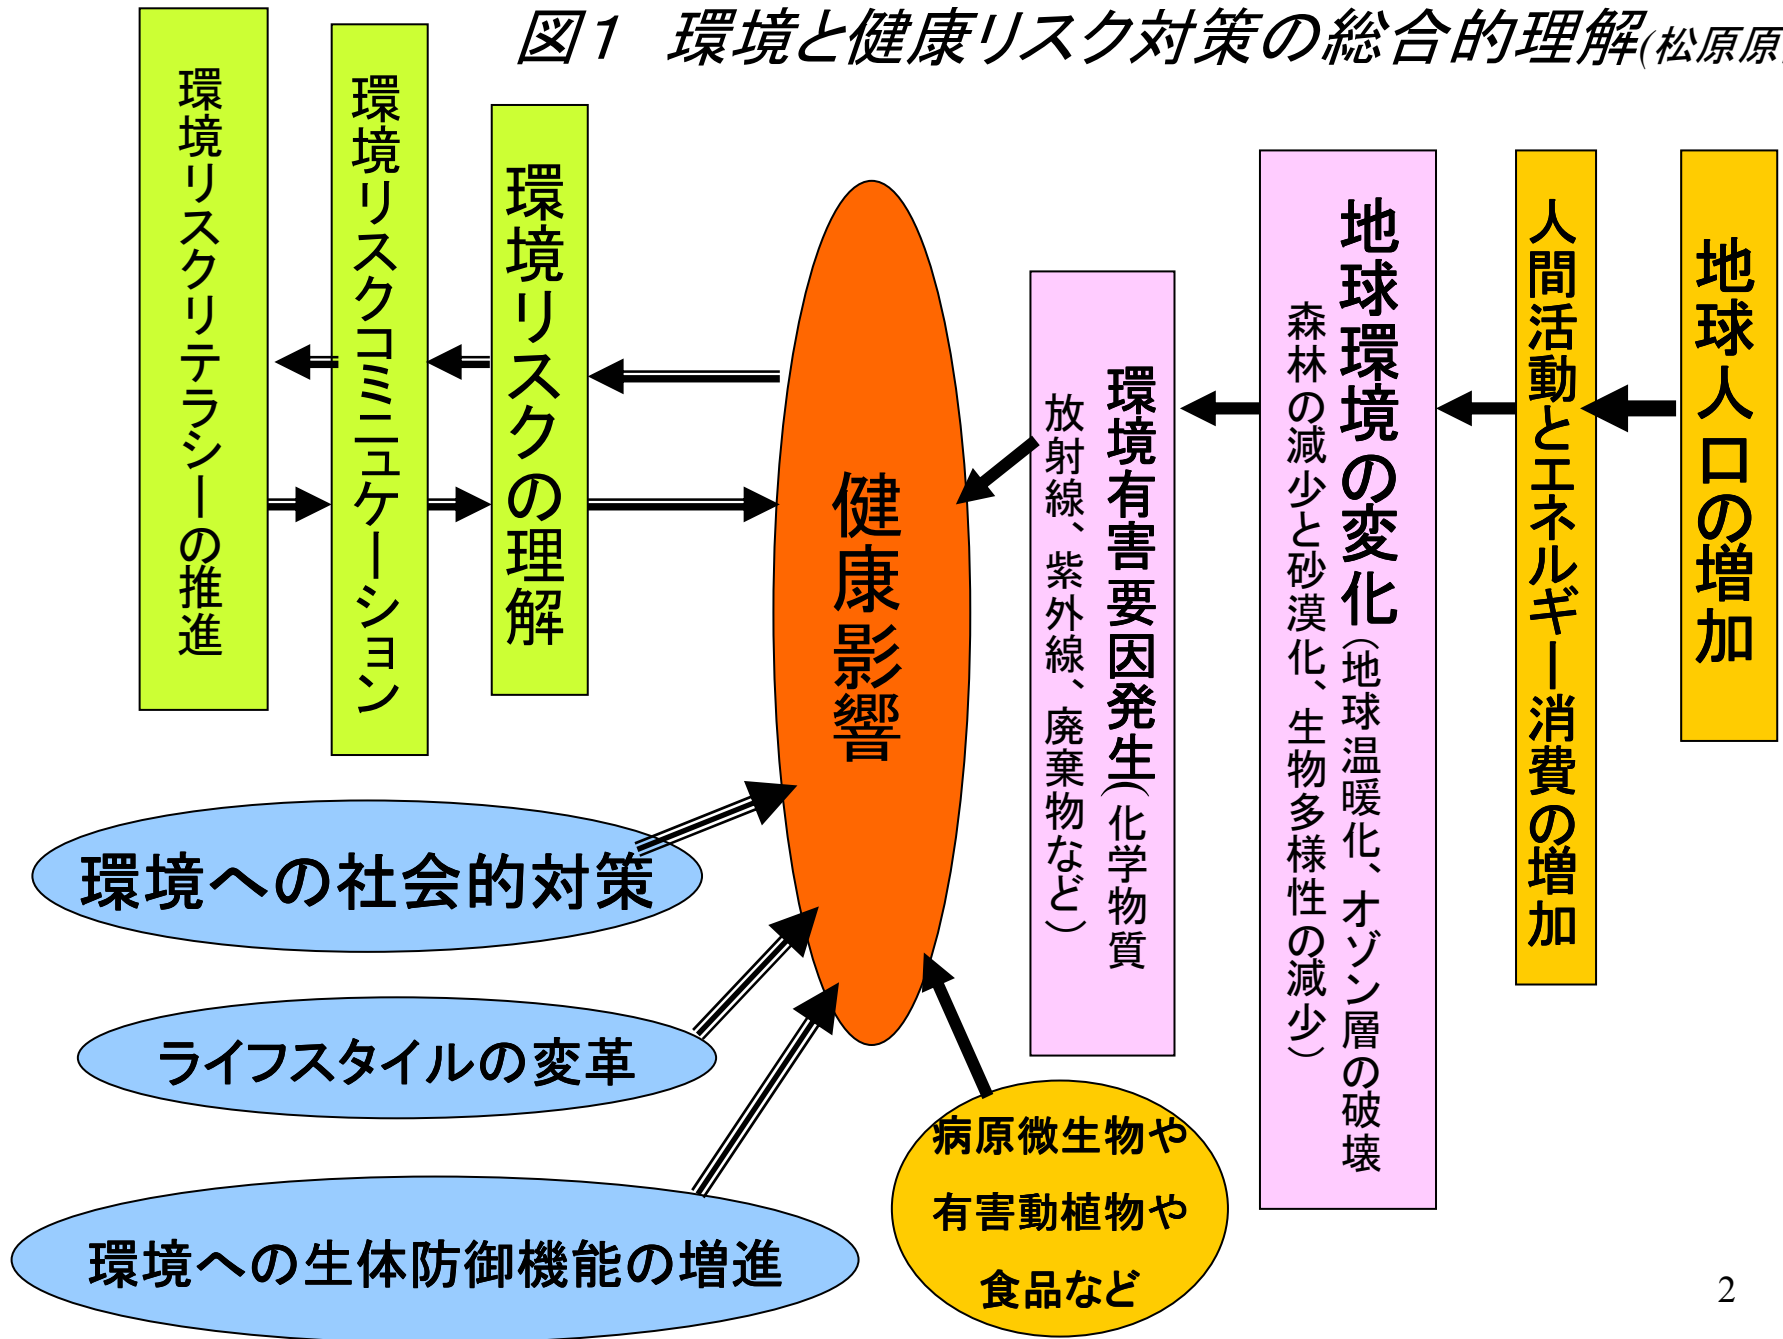 図1 環境と健康リスク対策の総合的理解(松原原
地球人口の増加
人間活動とエネルギー消費の増加
地球環境の変化(地球温暖化、オゾン層の破壊
森林の減少と砂漠化、生物多様性の減少)
環境有害要因発生(化学物質
放射線、紫外線、廃棄物など)
健康影響
環境リスクの理解
環境リスクコミニュケーション
環境リスクリテラシーの推進
環境への社会的対策
ライフスタイルの変革
環境への生体防御機能の増進
病原微生物や
有害動植物や
食品など
2